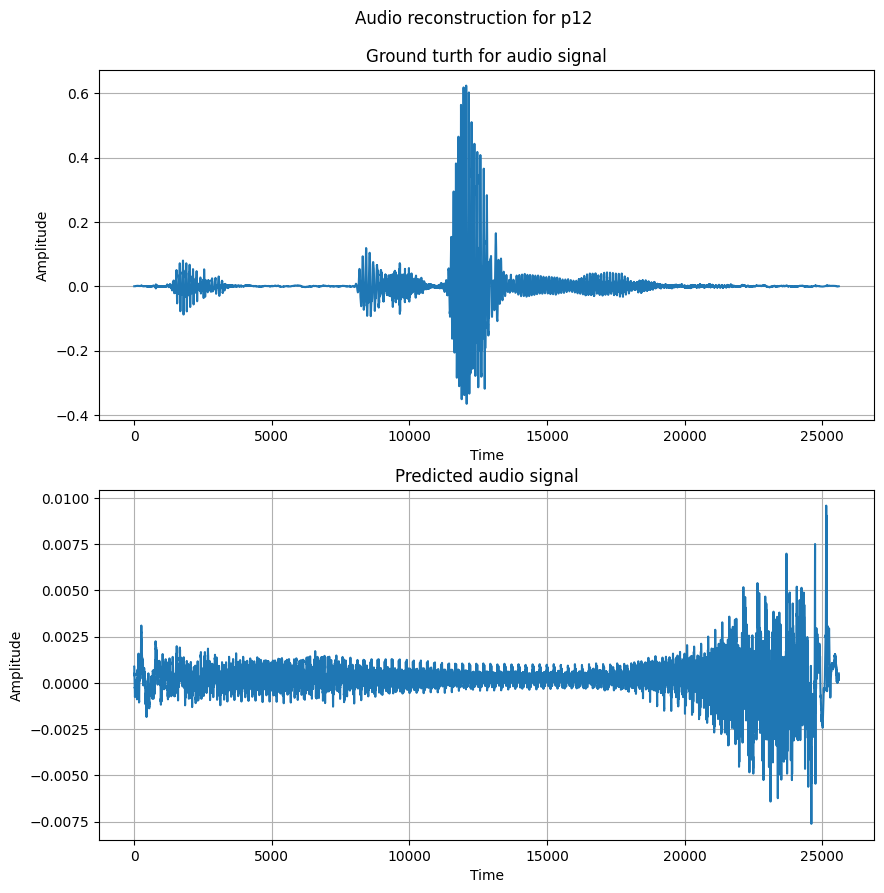 Audio reconstruction for p12
Ground turth for audio signal
0.6
0.4
0.2
0.0
−0.2
−0.4
Amplitude
0 5000 10000 15000 20000 25000
Time
Predicted audio signal
0.0100
0.0075
0.0050
0.0025
0.0000
−0.0025
−0.0050
−0.0075
Amplitude
0 5000 10000 15000 20000 25000
Time